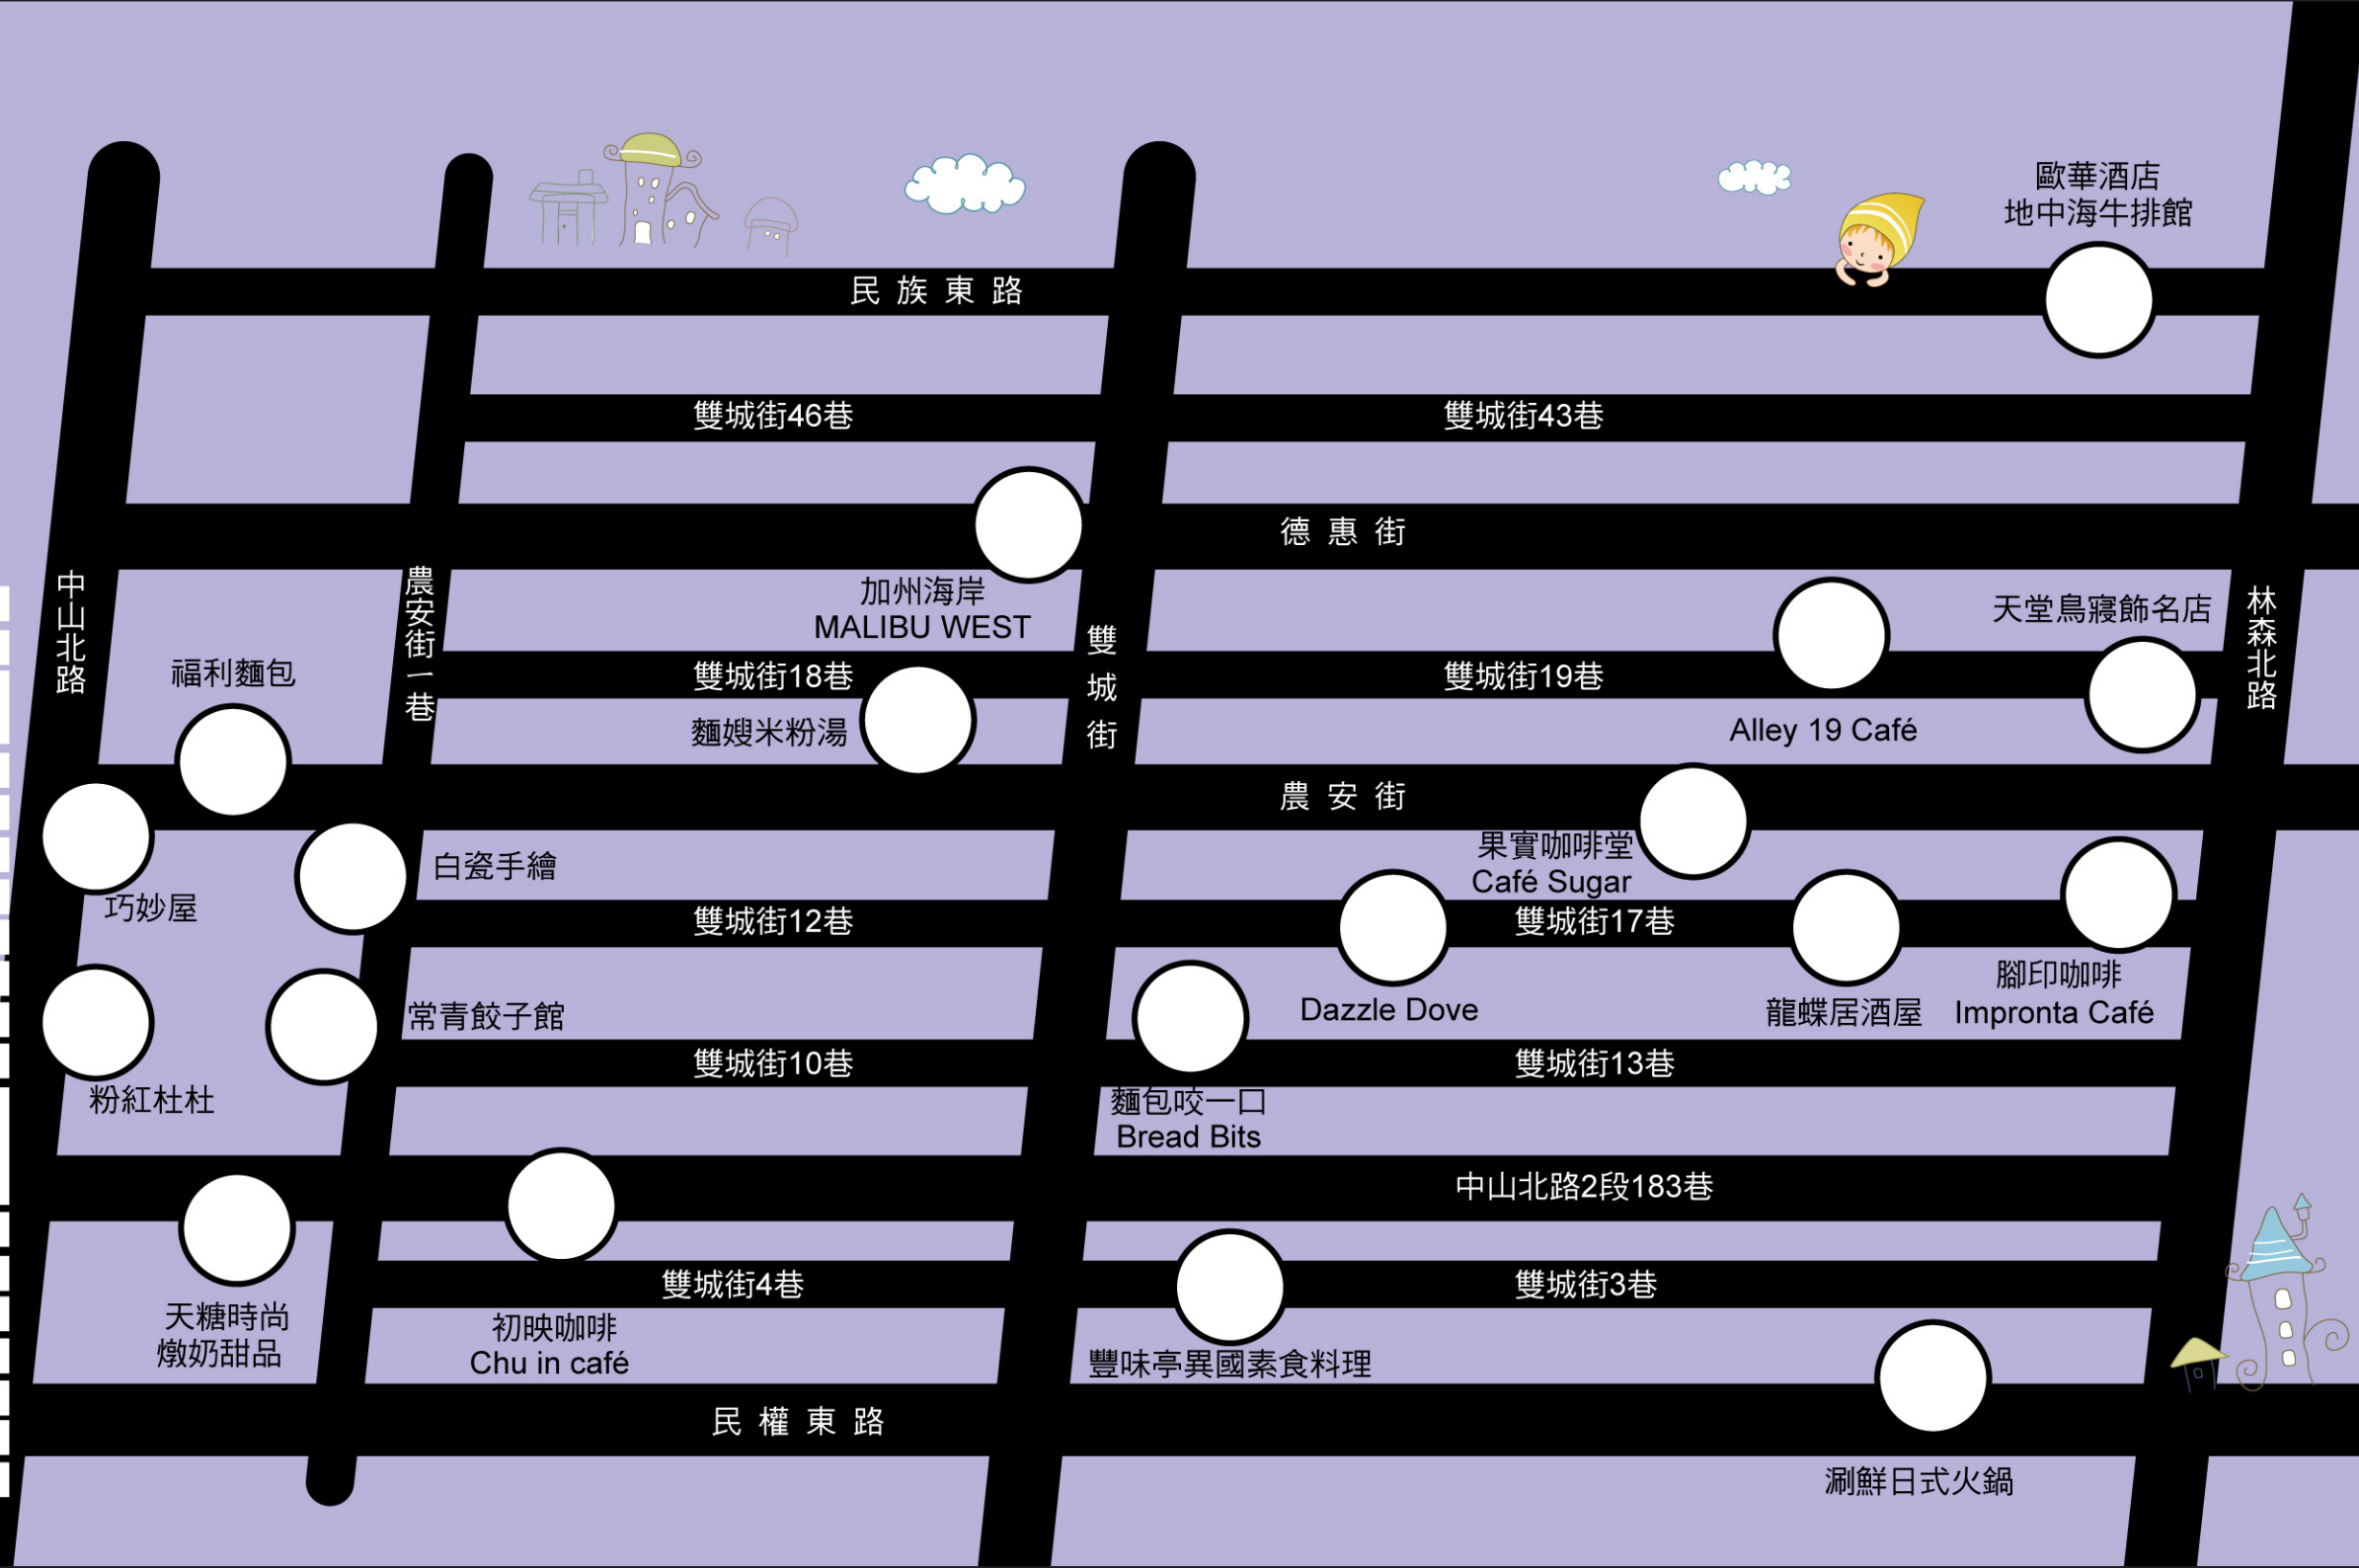 歐華酒店
地中海牛排館
民族東路
雙城街46巷
雙城街43巷
德惠街
加州海岸
MALIBU WEST
中山北路
農安街一巷
雙城街
林森北路
天堂鳥寢飾名店
福利麵包
雙城街18巷
雙城街19巷
麵嫂米粉湯
Alley 19 Café
農安街
果實咖啡堂
Café Sugar
白瓷手繪
巧妙屋
雙城街12巷
雙城街17巷
腳印咖啡
Impronta Café
Dazzle Dove
龍蝶居酒屋
常青餃子館
雙城街10巷
雙城街13巷
粉紅杜杜
麵包咬一口
Bread Bits
中山北路2段183巷
雙城街4巷
雙城街3巷
天糖時尚
燉奶甜品
初映咖啡
Chu in café
豐味亭異國素食料理
民權東路
涮鮮日式火鍋